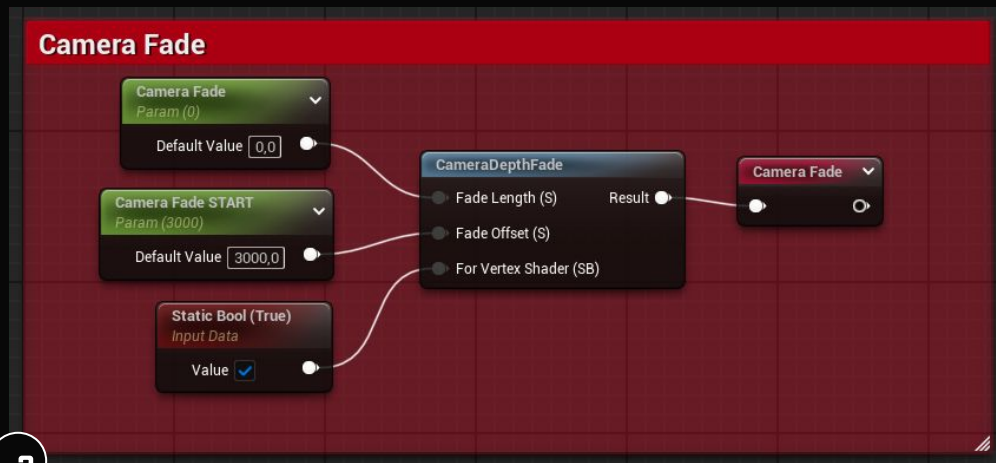 Camera Fade
Camera Fade
Param (0)
Default Value 0,0
Camera Fade START
Param (3000)
Default Value 3000,0
Static Bool (True)
Input Data
Value
CameraDepthFade
Fade Length (S) Result
Fade Offset (S)
For Vertex Shader (SB)
Camera Fade